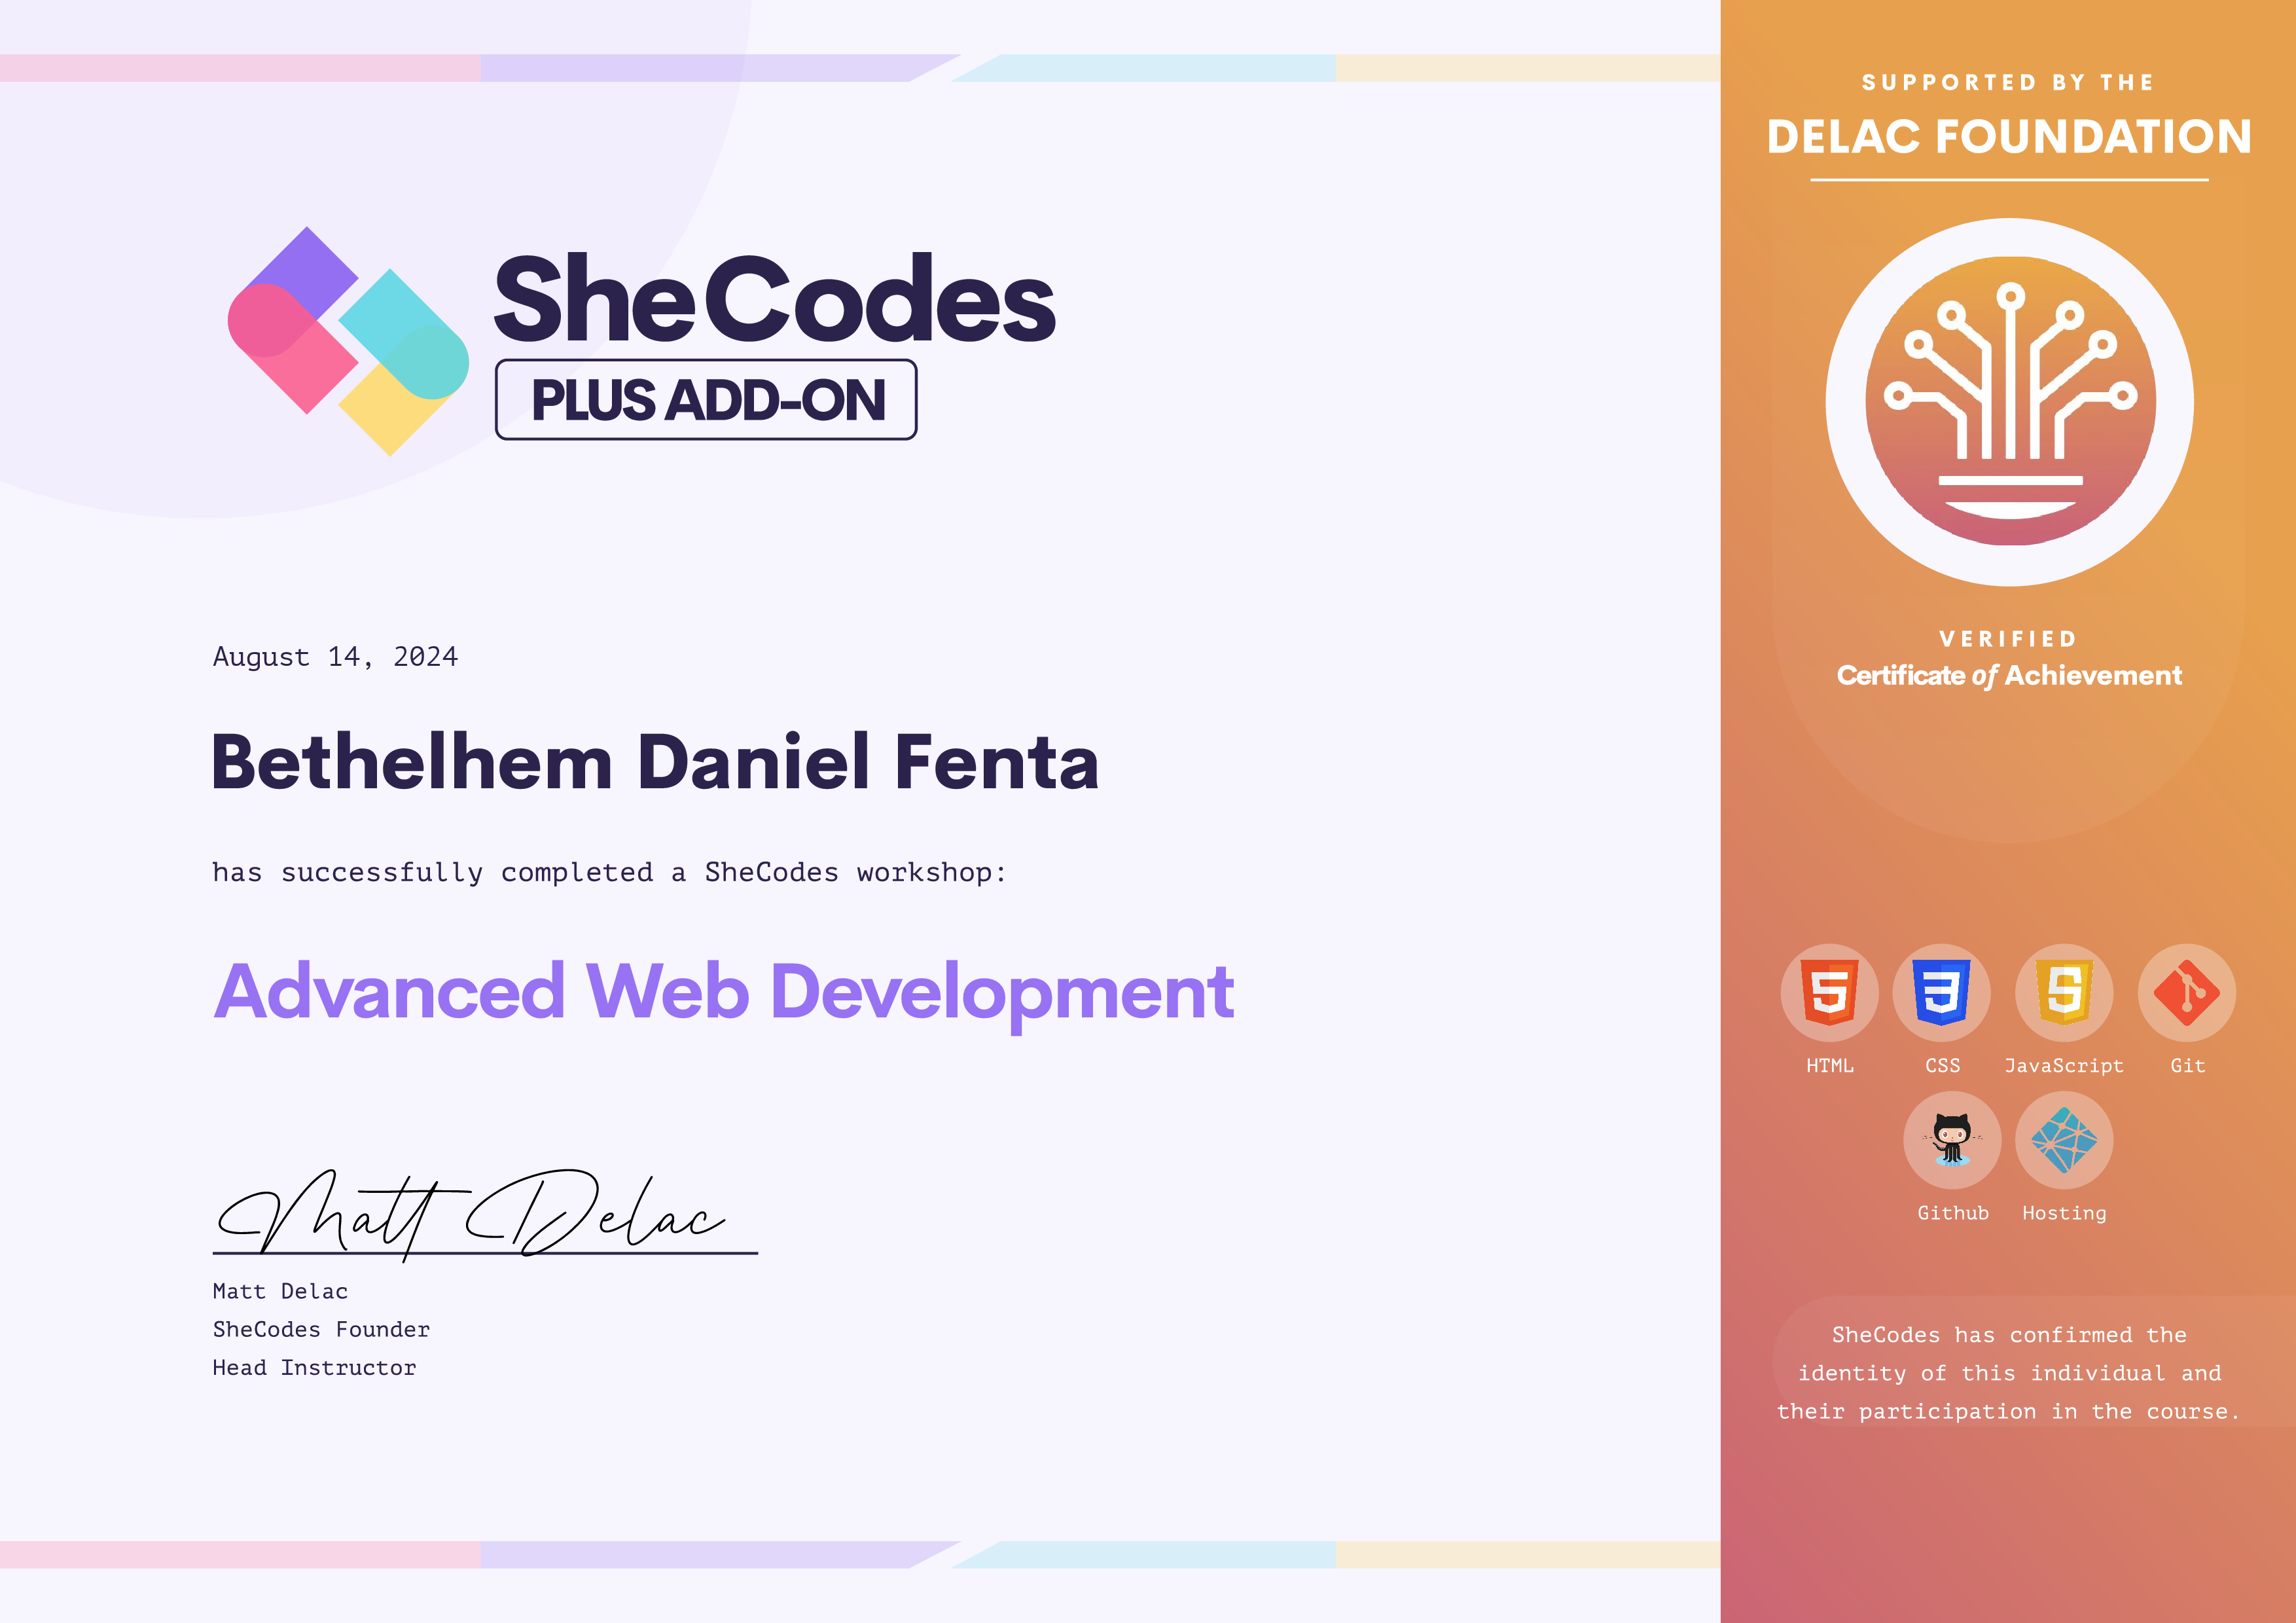 SheCodes
PLUS ADD-ON
August 14, 2024
Bethelhem Daniel Fenta
has successfully completed a SheCodes workshop:
Advanced Web Development
Matt Delac
Matt Delac
SheCodes Founder
Head Instructor
SUPPORTED BY THE
DELAC FOUNDATION
VERIFIED
Certificate of Achievement
HTML CSS JavaScript Git
Github Hosting
SheCodes has confirmed the
identity of this individual and
their participation in the course.